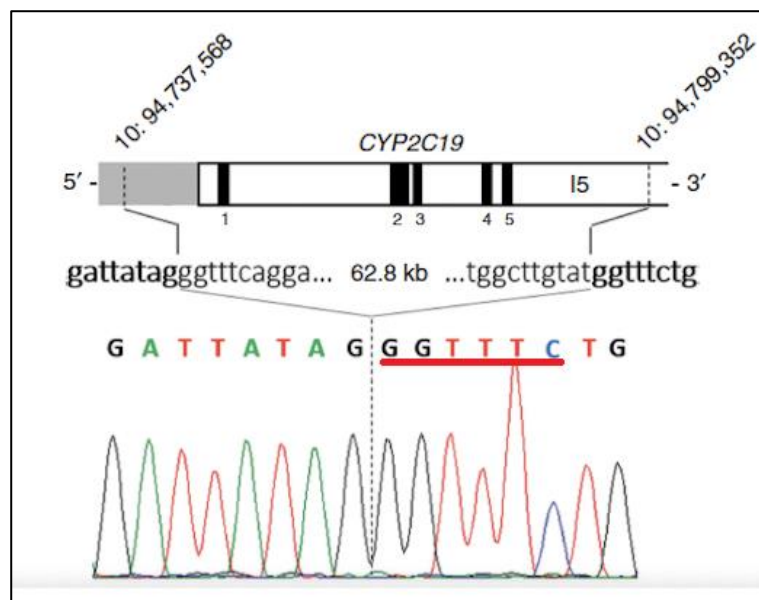 10: 94,737,568
10: 94,799,352
CYP2C19
5′ -
I5
- 3′
1 2 3 4 5
gattatagggtttcagga... 62.8 kb ...tggcttgtatggtttctg
G A T T A T A G G G T T T C T G